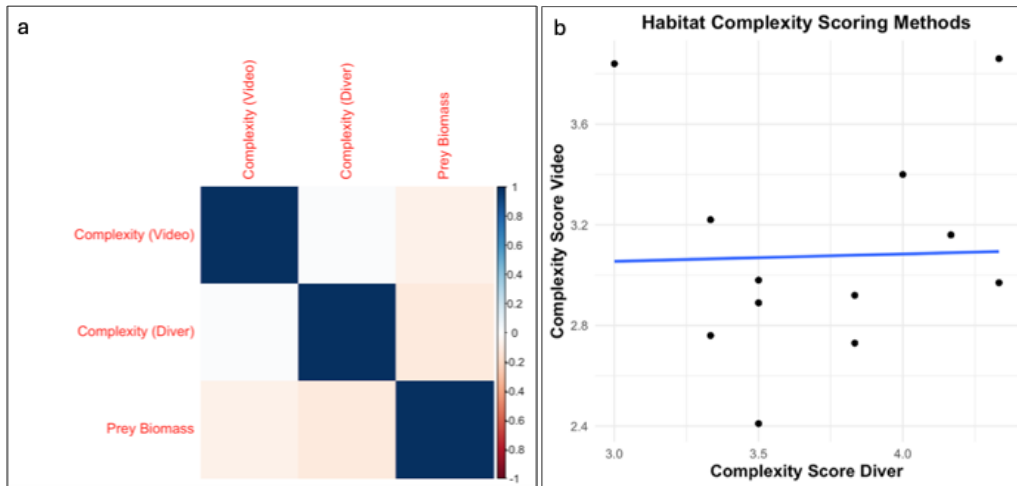 a
Complexity (Video)
Complexity (Diver)
Prey Biomass
Complexity (Video)
Complexity (Diver)
Prey Biomass
1
0.8
0.6
0.4
0.2
0
-0.2
-0.4
-0.6
-0.8
-1
b
Habitat Complexity Scoring Methods
Complexity Score Video
3.6
3.2
2.8
2.4
3.0
3.5
4.0
Complexity Score Diver